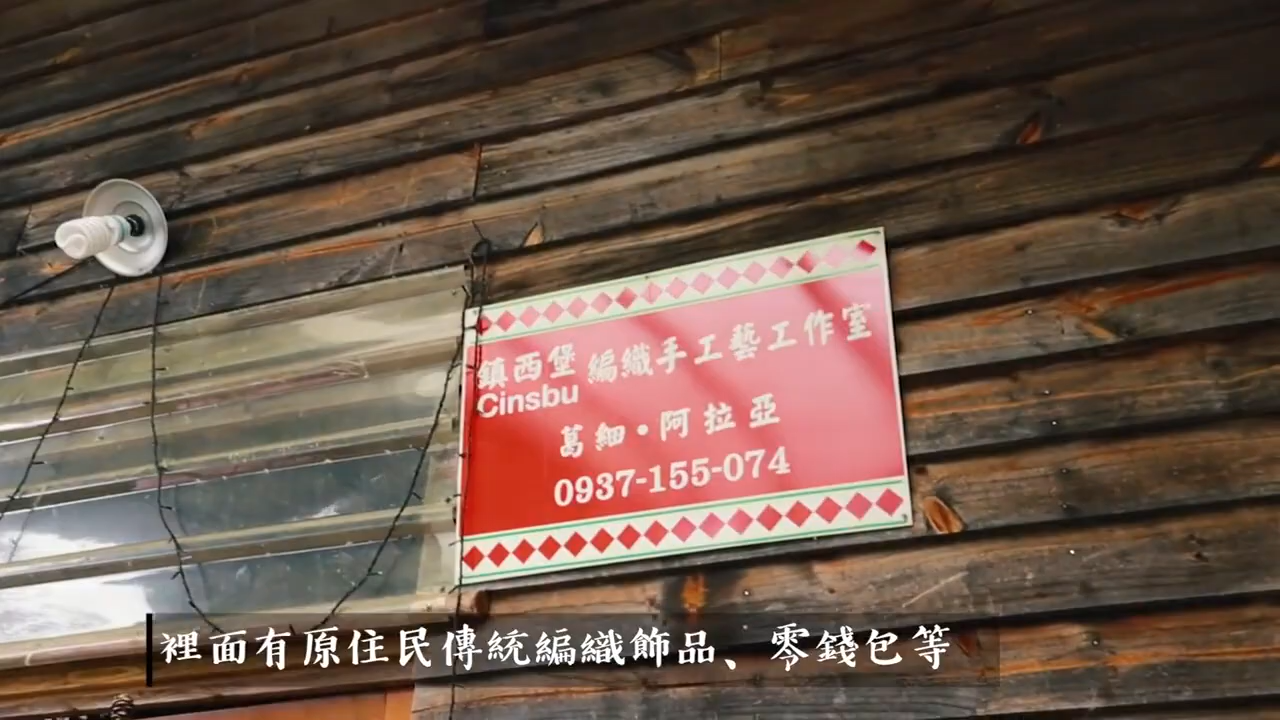 鎮西堡 編織手工藝工作室
Cinsbu
萬細·阿拉亞
0937-155-074
裡面有原住民傳統編織飾品、零錢包等